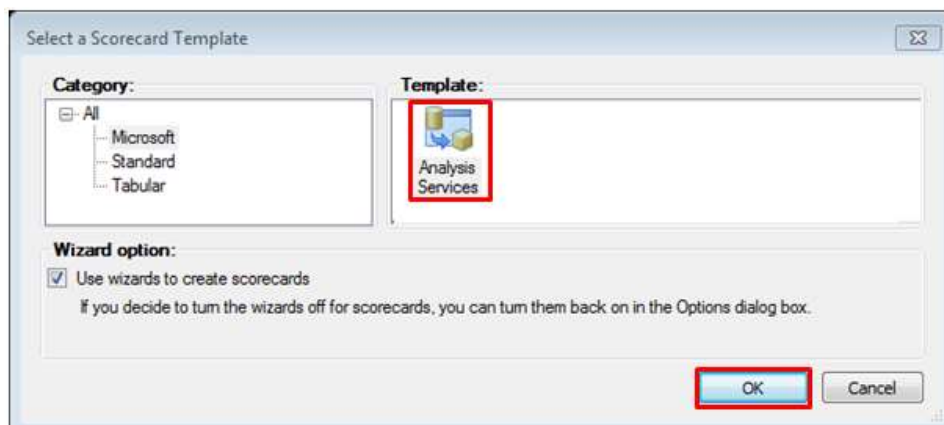 Select a Scorecard Template
Category:
All
Microsoft
Standard
Tabular
Template:
Analysis
Services
Wizard option:
Use wizards to create scorecards
If you decide to turn the wizards off for scorecards, you can turn them back on in the Options dialog box.
OK
Cancel